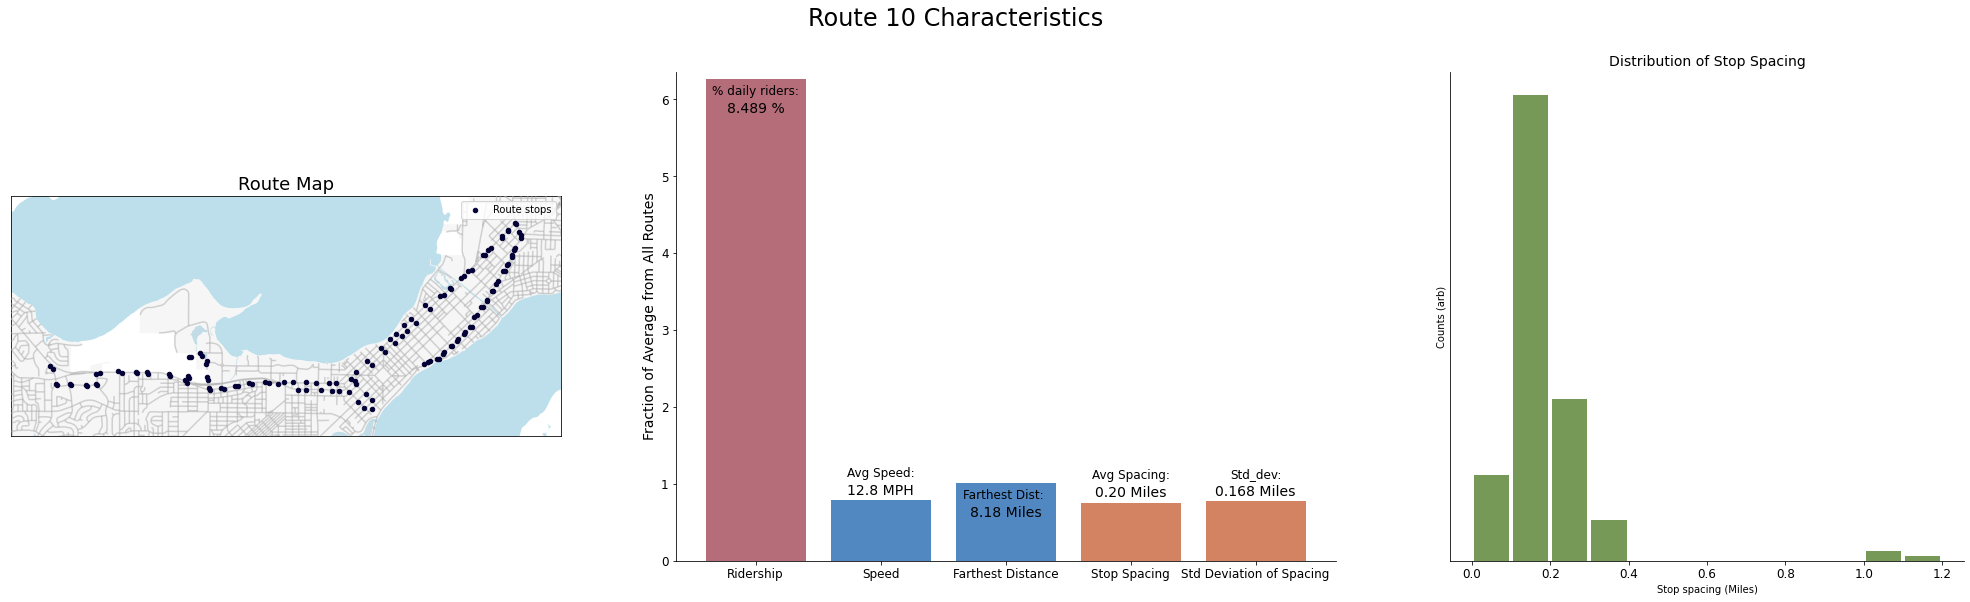 Route 10 Characteristics
Route Map
Route stops
Fraction of Average from All Routes
6
5
4
3
2
1
0
% daily riders:
8.489 %
Avg Speed:
12.8 MPH
Farthest Dist:
8.18 Miles
Avg Spacing:
0.20 Miles
Std_dev:
0.168 Miles
Ridership
Speed
Farthest Distance
Stop Spacing
Std Deviation of Spacing
Distribution of Stop Spacing
Counts (arb)
0.0
0.2
0.4
0.6
0.8
1.0
1.2
Stop spacing (Miles)